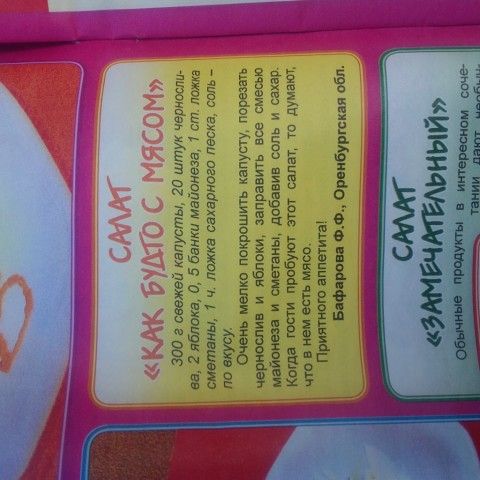 САЛАТ
«КАК БУДТО С МЯСОМ»
300 г свежей капусты, 20 штук чернослива, 2 яблока, 0, 5 банки майонеза, 1 ст. ложка
сметаны, 1 ч. ложка сахарного песка, соль –
по вкусу.
Очень мелко покрошить капусту, порезать
чернослив и яблоки, заправить все смесью
майонеза и сметаны, добавив соль и сахар.
Когда гости пробуют этот салат, то думают,
что в нем есть мясо.
Приятного аппетита!
Бафарова Ф.Ф., Оренбургская обл.
САЛАТ
«ЗАМЕЧАТЕЛЬНЫЙ»
Обычные продукты в интересном соче-
тании дают необыч-